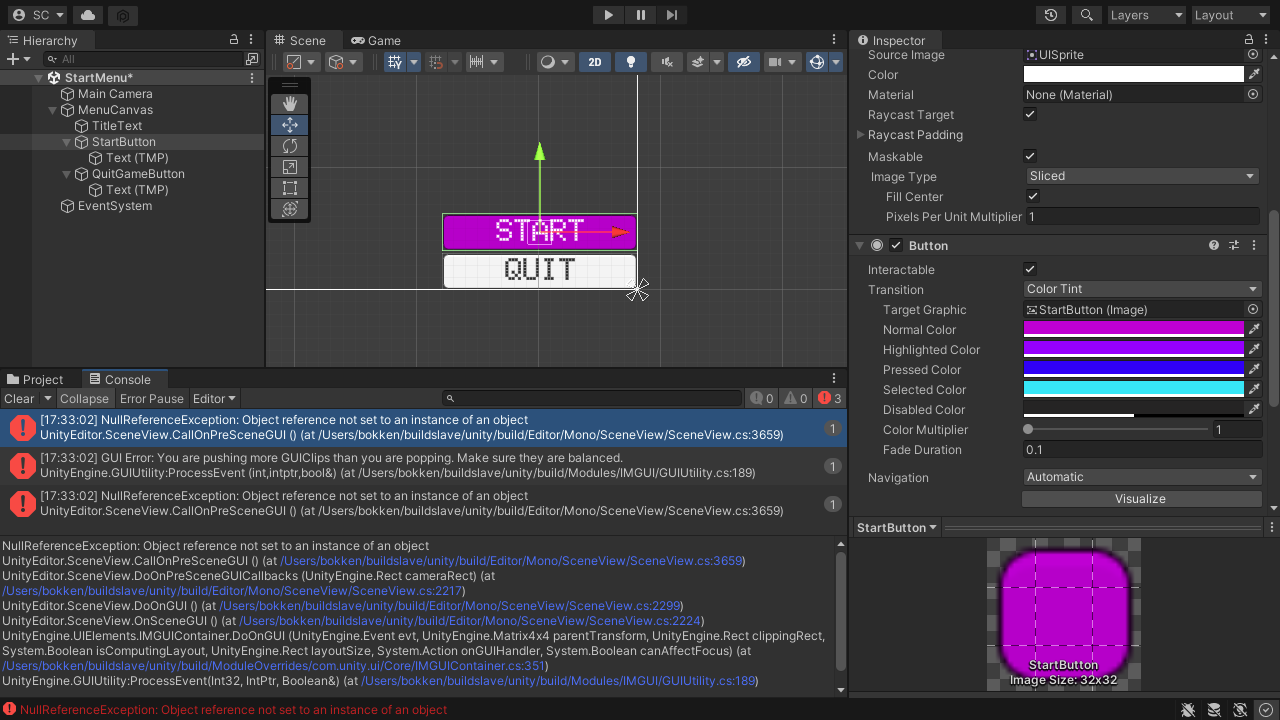 SC
Layers
Layout
Hierarchy
All
StartMenu*
Main Camera
MenuCanvas
TitleText
StartButton
Text (TMP)
QuitGameButton
Text (TMP)
EventSystem
Scene
Game
2D
START
QUIT
Project
Console
Clear
Collapse
Error Pause
Editor
0
0
3
[17:33:02] NullReferenceException: Object reference not set to an instance of an object
UnityEditor.SceneView.CallOnPreSceneGUI () (at /Users/bokken/buildslave/unity/build/Editor/Mono/SceneView/SceneView.cs:3659)
1
[17:33:02] GUI Error: You are pushing more GUIClips than you are popping. Make sure they are balanced.
UnityEngine.GUIUtility:ProcessEvent (int,intptr,bool&) (at /Users/bokken/buildslave/unity/build/Modules/IMGUI/GUIUtility.cs:189)
1
[17:33:02] NullReferenceException: Object reference not set to an instance of an object
UnityEditor.SceneView.CallOnPreSceneGUI () (at /Users/bokken/buildslave/unity/build/Editor/Mono/SceneView/SceneView.cs:3659)
1
NullReferenceException: Object reference not set to an instance of an object
UnityEditor.SceneView.CallOnPreSceneGUI () (at /Users/bokken/buildslave/unity/build/Editor/Mono/SceneView/SceneView.cs:3659)
UnityEditor.SceneView.DoOnPreSceneGUICallbacks (UnityEngine.Rect cameraRect) (at
/Users/bokken/buildslave/unity/build/Editor/Mono/SceneView/SceneView.cs:2217)
UnityEditor.SceneView.DoOnGUI () (at /Users/bokken/buildslave/unity/build/Editor/Mono/SceneView/SceneView.cs:2299)
UnityEditor.SceneView.OnSceneGUI () (at /Users/bokken/buildslave/unity/build/Editor/Mono/SceneView/SceneView.cs:2224)
UnityEngine.UIElements.IMGUIContainer.DoOnGUI (UnityEngine.Event evt, UnityEngine.Matrix4x4 parentTransform, UnityEngine.Rect clippingRect,
System.Boolean isComputingLayout, UnityEngine.Rect layoutSize, System.Action onGUIHandler, System.Boolean canAffectFocus) (at
/Users/bokken/buildslave/unity/build/ModuleOverrides/com.unity.ui/Core/IMGUIContainer.cs:351)
UnityEngine.GUIUtility:ProcessEvent(Int32, IntPtr, Boolean&) (at /Users/bokken/buildslave/unity/build/Modules/IMGUI/GUIUtility.cs:189)
NullReferenceException: Object reference not set to an instance of an object
Inspector
Source Image
UISprite
Color
Material
None (Material)
Raycast Target
Raycast Padding
Maskable
Image Type
Sliced
Fill Center
Pixels Per Unit Multiplier
1
Button
Interactable
Transition
Color Tint
Target Graphic
StartButton (Image)
Normal Color
Highlighted Color
Pressed Color
Selected Color
Disabled Color
Color Multiplier
1
Fade Duration
0.1
Navigation
Automatic
Visualize
StartButton
StartButton
Image Size: 32x32